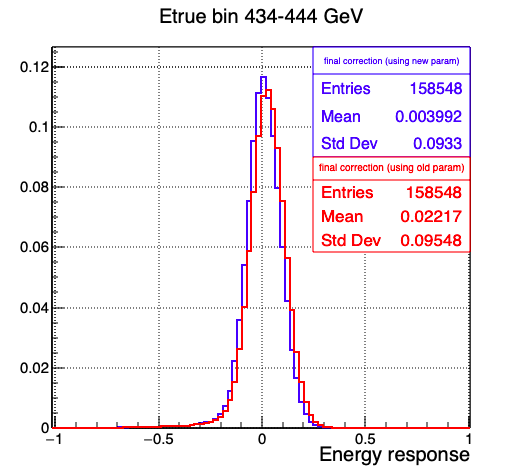 Etrue bin 434-444 GeV
final correction (using new param)
Entries 158548
Mean 0.003992
Std Dev 0.0933
final correction (using old param)
Entries 158548
Mean 0.02217
Std Dev 0.09548
0.12
0.1
0.08
0.06
0.04
0.02
0
−1 −0.5 0 0.5 1
Energy response